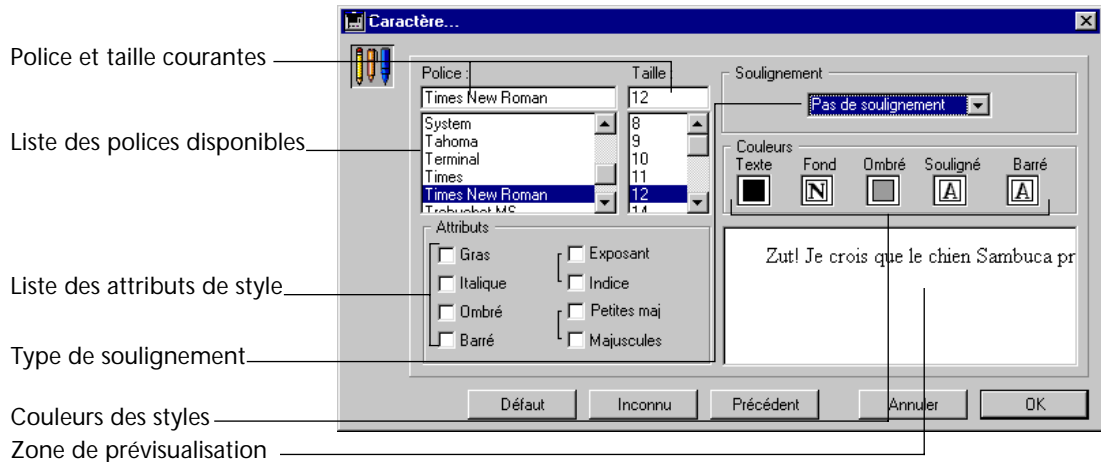 Caractère...
Police et taille courantes
Liste des polices disponibles
Liste des attributs de style
Type de soulignement
Couleurs des styles
Zone de prévisualisation
Police :
Times New Roman
System
Tahoma
Terminal
Times
Times New Roman
Trebuchet MS
Taille :
12
8
9
10
11
12
14
Soulignement
Pas de soulignement
Couleurs
Texte Fond Ombré Souligné Barré
N A A
Attributs
Gras Exposant
Italique Indice
Ombré Petites maj
Barré Majuscules
Zut! Je crois que le chien Sambuca pr
Défaut Inconnu Précédent Annuler OK